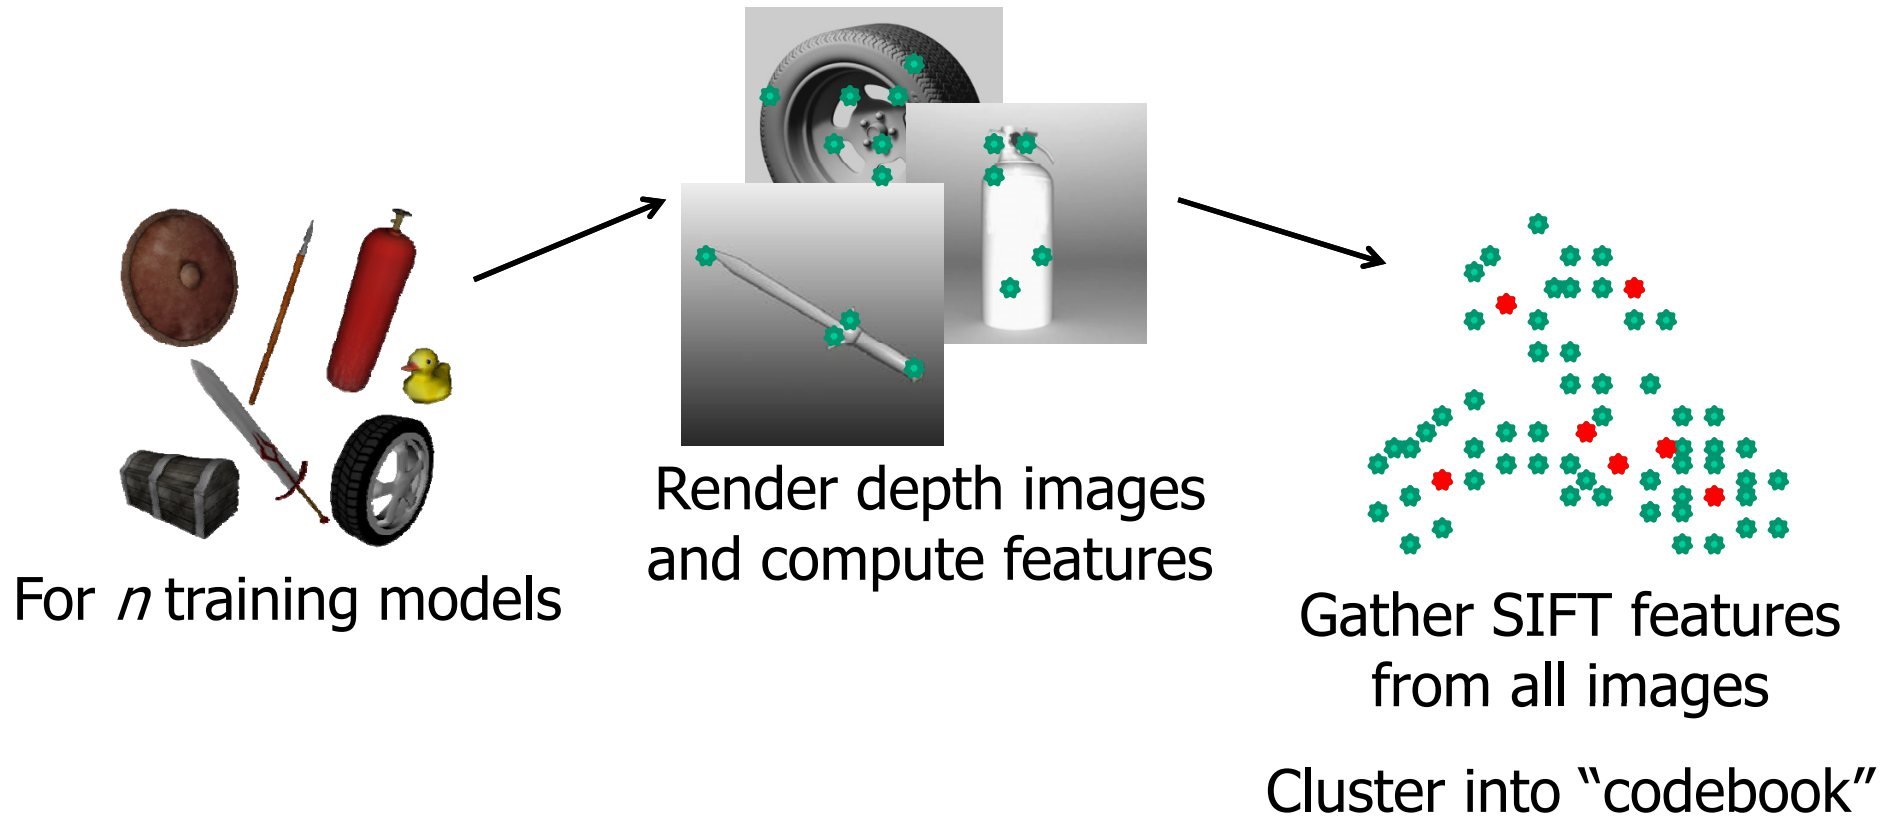 For n training models
Render depth images
and compute features
Gather SIFT features
from all images
Cluster into “codebook”